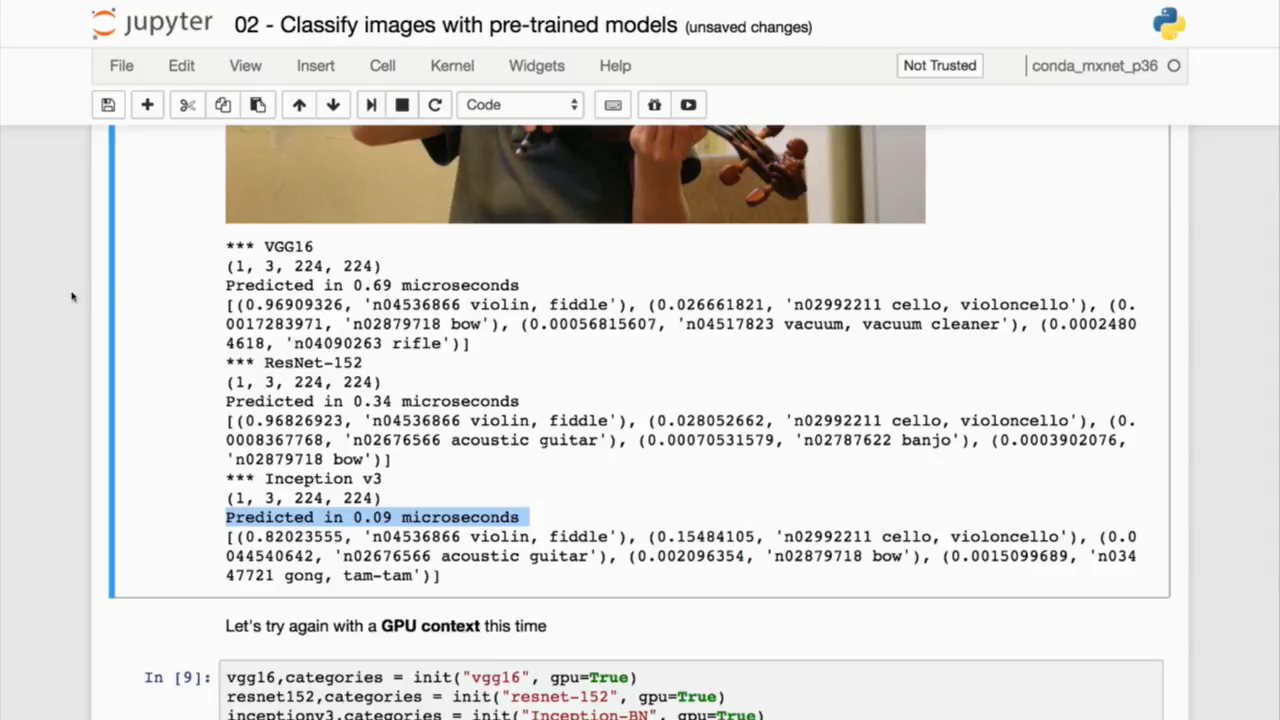 jupyter 02 - Classify images with pre-trained models (unsaved changes)
File Edit View Insert Cell Kernel Widgets Help Not Trusted conda_mxnet_p36
Code
*** VGG16
(1, 3, 224, 224)
Predicted in 0.69 microseconds
[(0.96909326, 'n04536866 violin, fiddle'), (0.026661821, 'n02992211 cello, violoncello'), (0.
0017283971, 'n02879718 bow'), (0.00056815607, 'n04517823 vacuum, vacuum cleaner'), (0.0002480
4618, 'n04090263 rifle')]
*** ResNet-152
(1, 3, 224, 224)
Predicted in 0.34 microseconds
[(0.96826923, 'n04536866 violin, fiddle'), (0.028052662, 'n02992211 cello, violoncello'), (0.
0008367768, 'n02676566 acoustic guitar'), (0.00070531579, 'n02787622 banjo'), (0.0003902076,
'n02879718 bow')]
*** Inception v3
(1, 3, 224, 224)
Predicted in 0.09 microseconds
[(0.82023555, 'n04536866 violin, fiddle'), (0.15484105, 'n02992211 cello, violoncello'), (0.0
044540642, 'n02676566 acoustic guitar'), (0.002096354, 'n02879718 bow'), (0.0015099689, 'n034
47721 gong, tam-tam')]
Let's try again with a GPU context this time
In [9]: vgg16,categories = init("vgg16", gpu=True)
resnet152,categories = init("resnet-152", gpu=True)
inceptionv3,categories = init("Inception-BN", gpu=True)